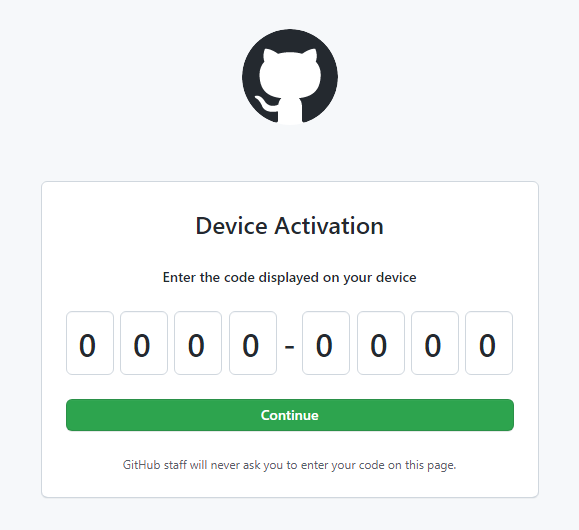 Device Activation
Enter the code displayed on your device
0 0 0 0 - 0 0 0 0
Continue
GitHub staff will never ask you to enter your code on this page.